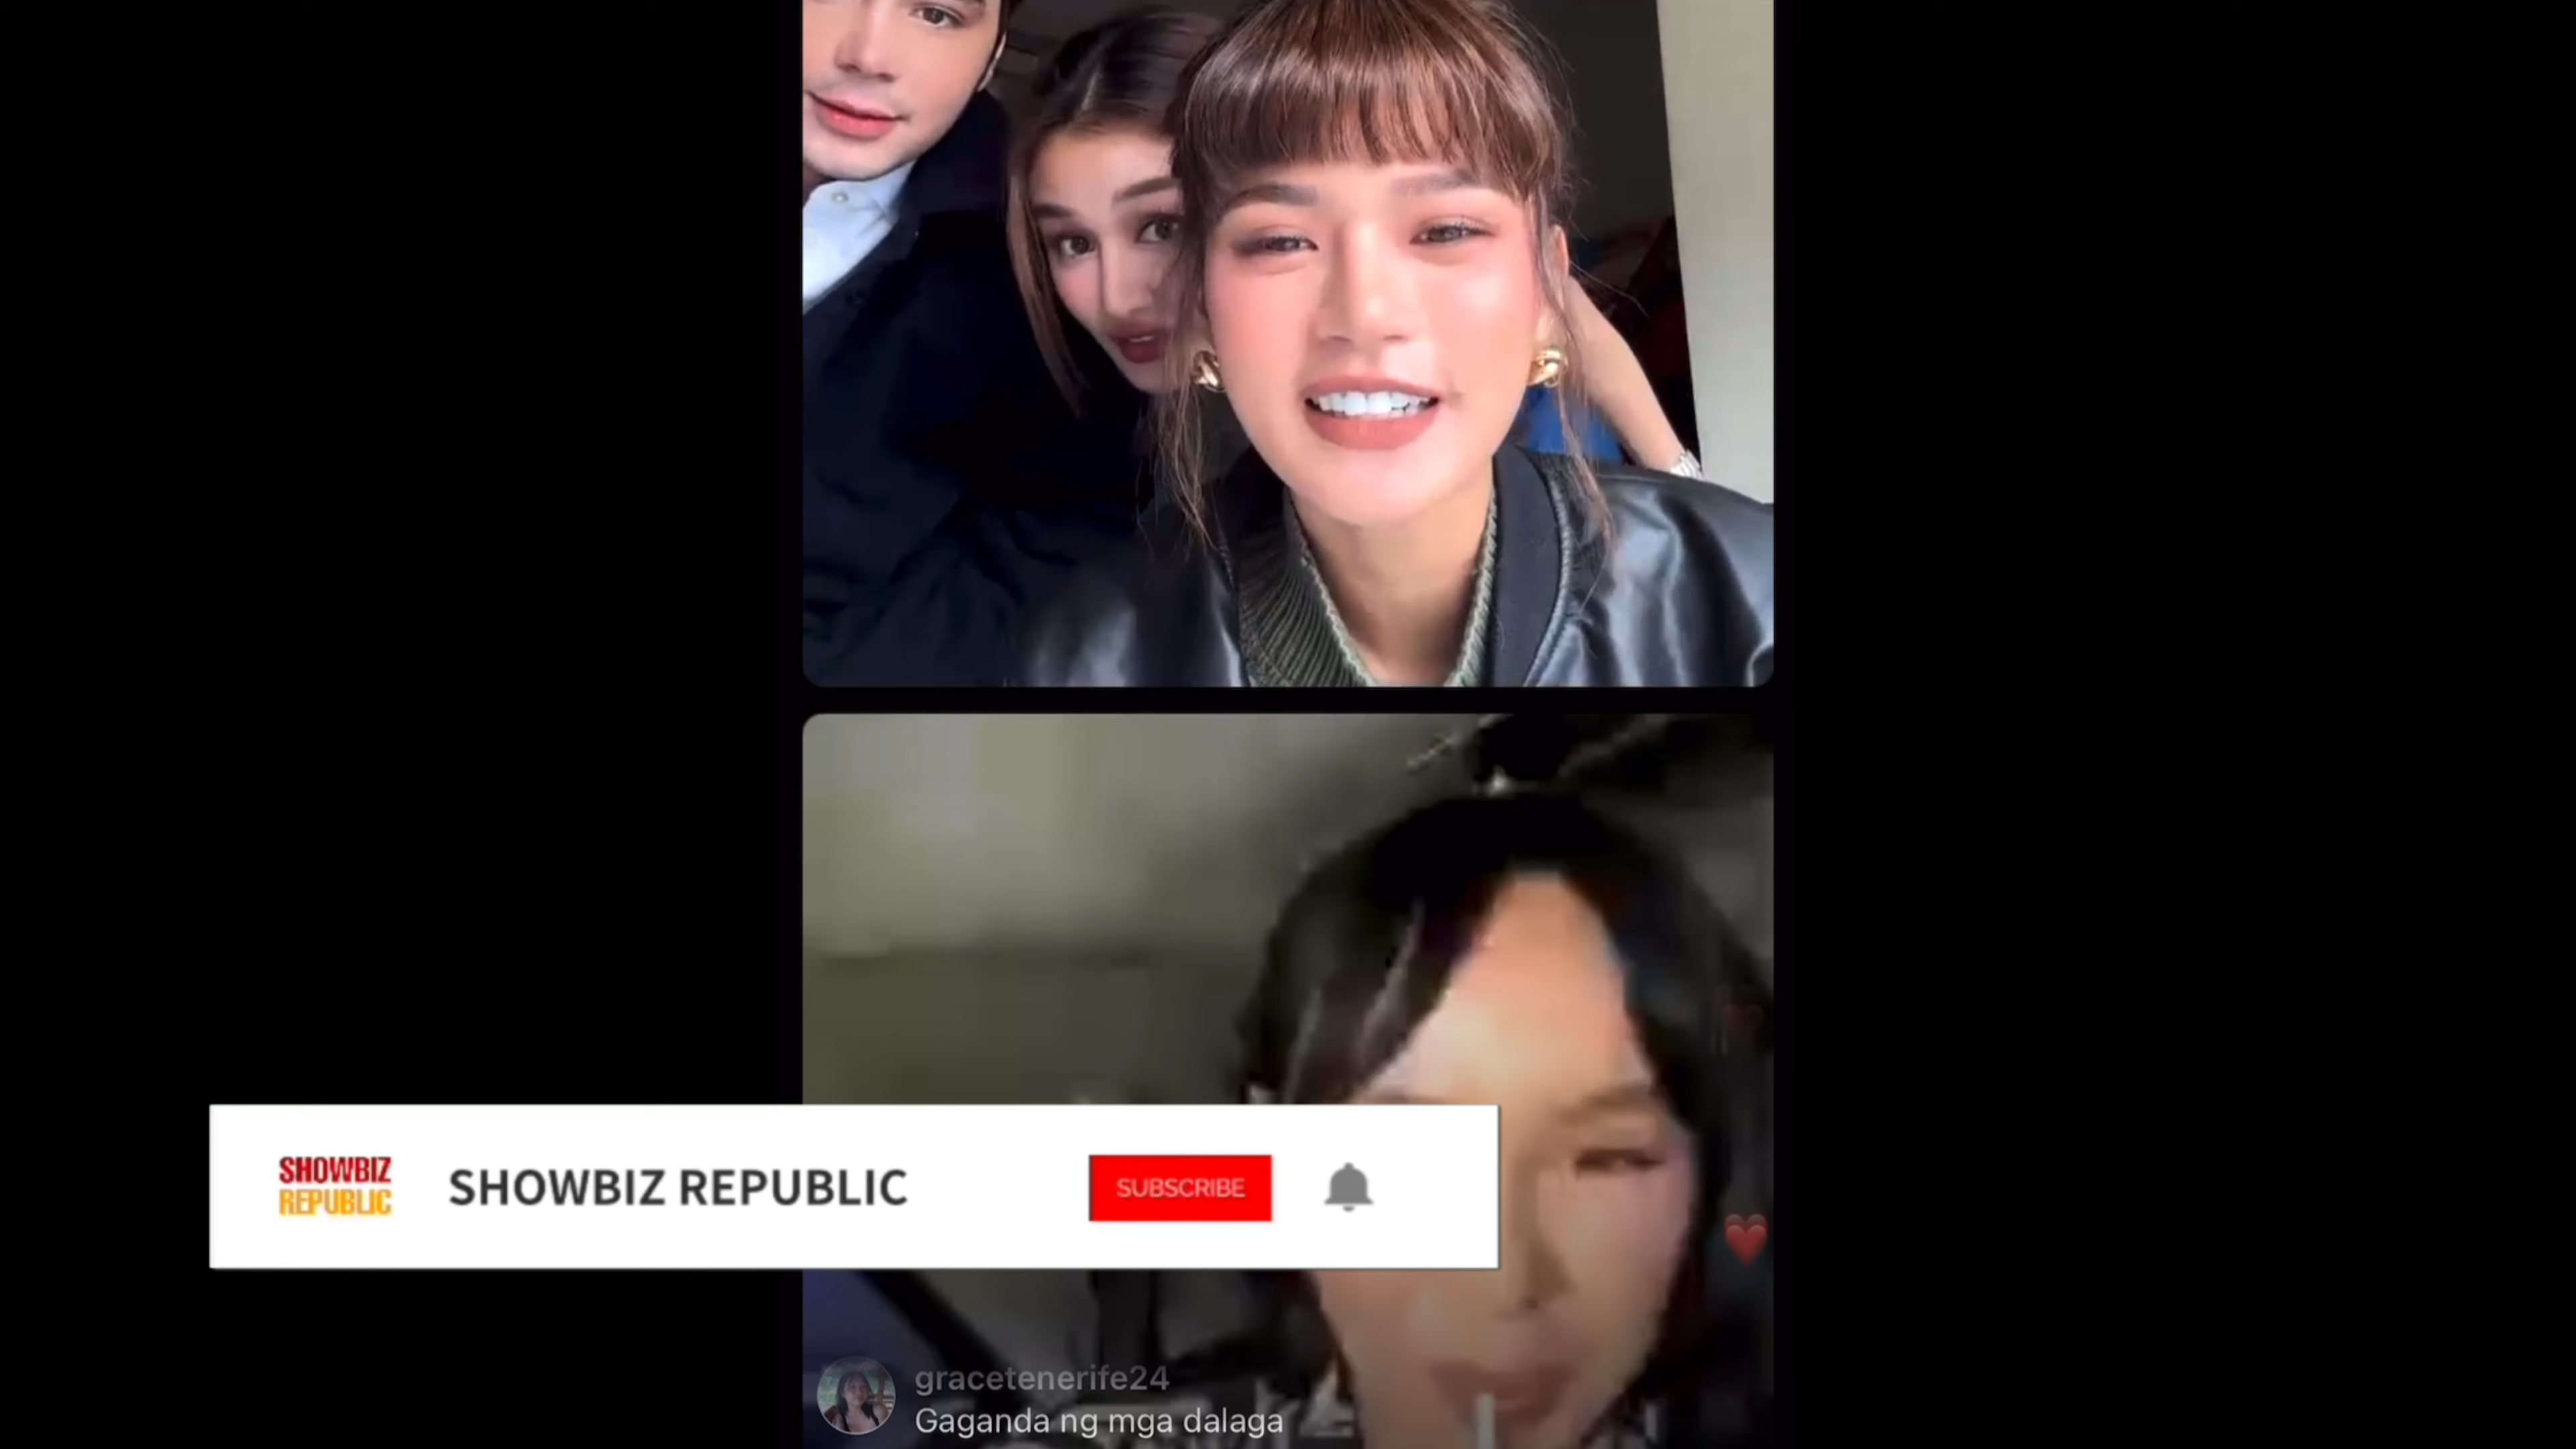 SHOWBIZ
REPUBLIC
SHOWBIZ REPUBLIC
SUBSCRIBE
gracetenerife24
Gaganda ng mga dalaga